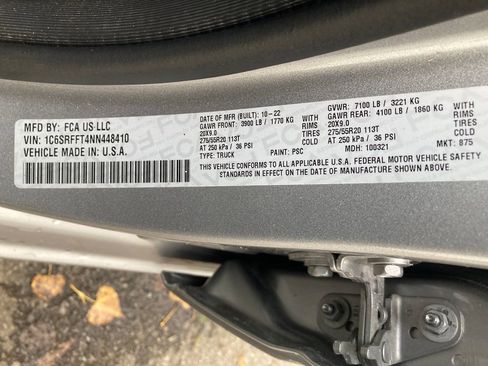 MFD BY: FCA US LLC
VIN: 1C6SRFFT4NN448410
VEHICLE MADE IN: U.S.A.
DATE OF MFR (BUILT): 10-22
GAWR FRONT: 3900 LB / 1770 KG
20X9.0
275/55R20 113T TIRES
AT 250 kPa / 36 PSI COLD
TYPE: TRUCK PAINT: PSC
GVWR: 7100 LB / 3221 KG
GAWR REAR: 4100 LB / 1860 KG
20X9.0
275/55R20 113T TIRES
AT 250 kPa / 36 PSI COLD
MDH: 100321 MKT: 875
THIS VEHICLE CONFORMS TO ALL APPLICABLE U.S.A. FEDERAL MOTOR VEHICLE SAFETY
STANDARDS IN EFFECT ON THE DATE OF MANUFACTURE SHOWN ABOVE